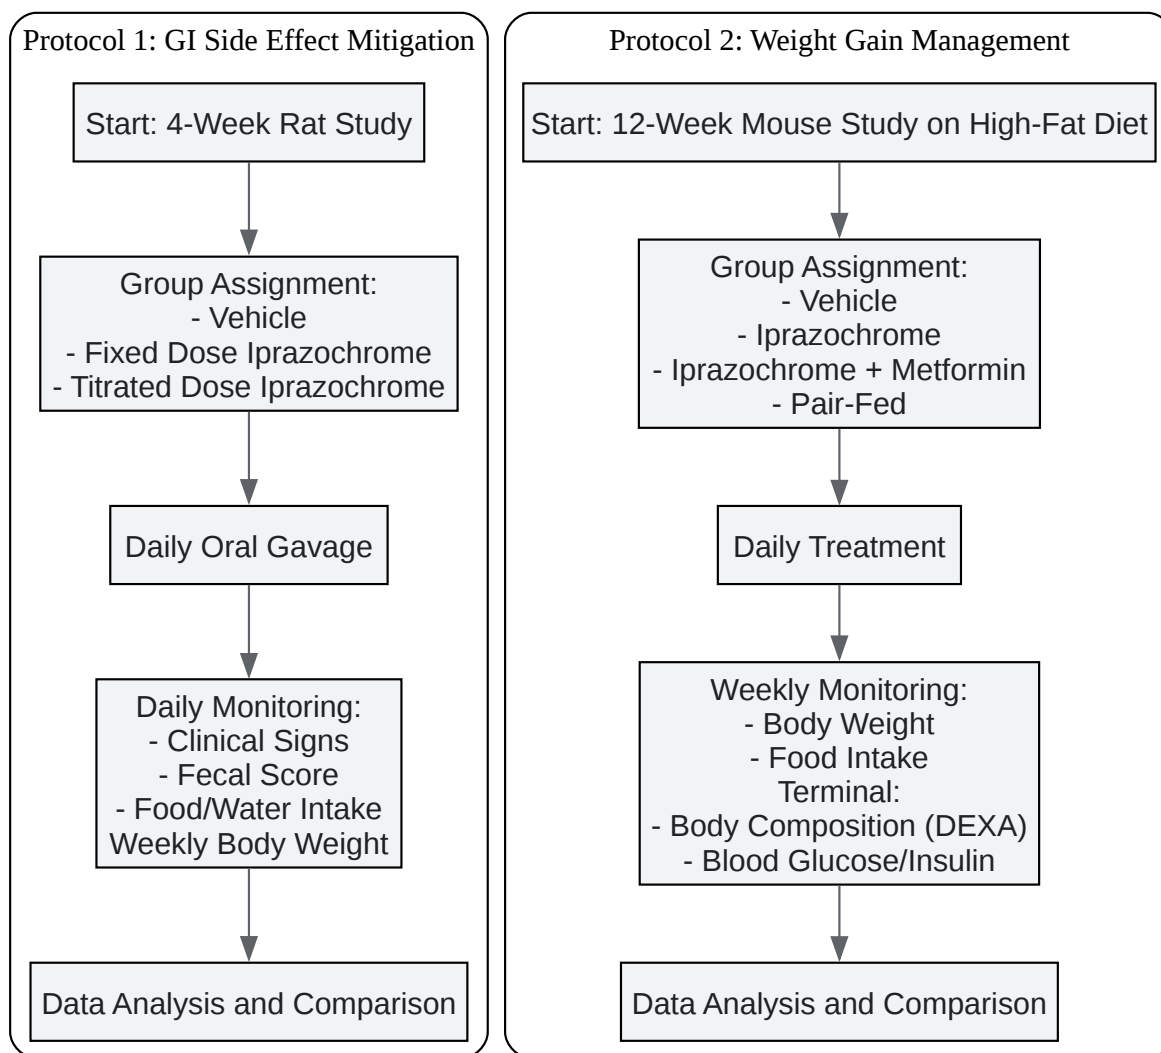 Protocol 1: GI Side Effect Mitigation
Start: 4-Week Rat Study
Group Assignment:
- Vehicle
- Fixed Dose Iprazochrome
- Titrated Dose Iprazochrome
Daily Oral Gavage
Daily Monitoring:
- Clinical Signs
- Fecal Score
- Food/Water Intake
Weekly Body Weight
Data Analysis and Comparison
Protocol 2: Weight Gain Management
Start: 12-Week Mouse Study on High-Fat Diet
Group Assignment:
- Vehicle
- Iprazochrome
- Iprazochrome + Metformin
- Pair-Fed
Daily Treatment
Weekly Monitoring:
- Body Weight
- Food Intake
Terminal:
- Body Composition (DEXA)
- Blood Glucose/Insulin
Data Analysis and Comparison